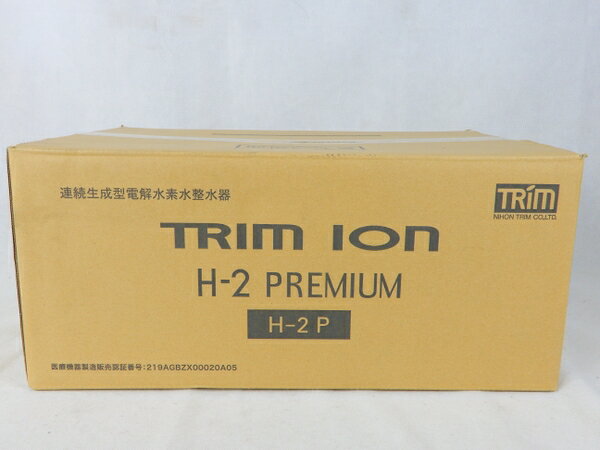 連続生成型電解水素水整水器
TRIM
NIHON TRIM CO.,LTD.
TRIM ION
H-2 PREMIUM
H-2 P
医療機器製造販売認証番号:219AGBZX00020A05